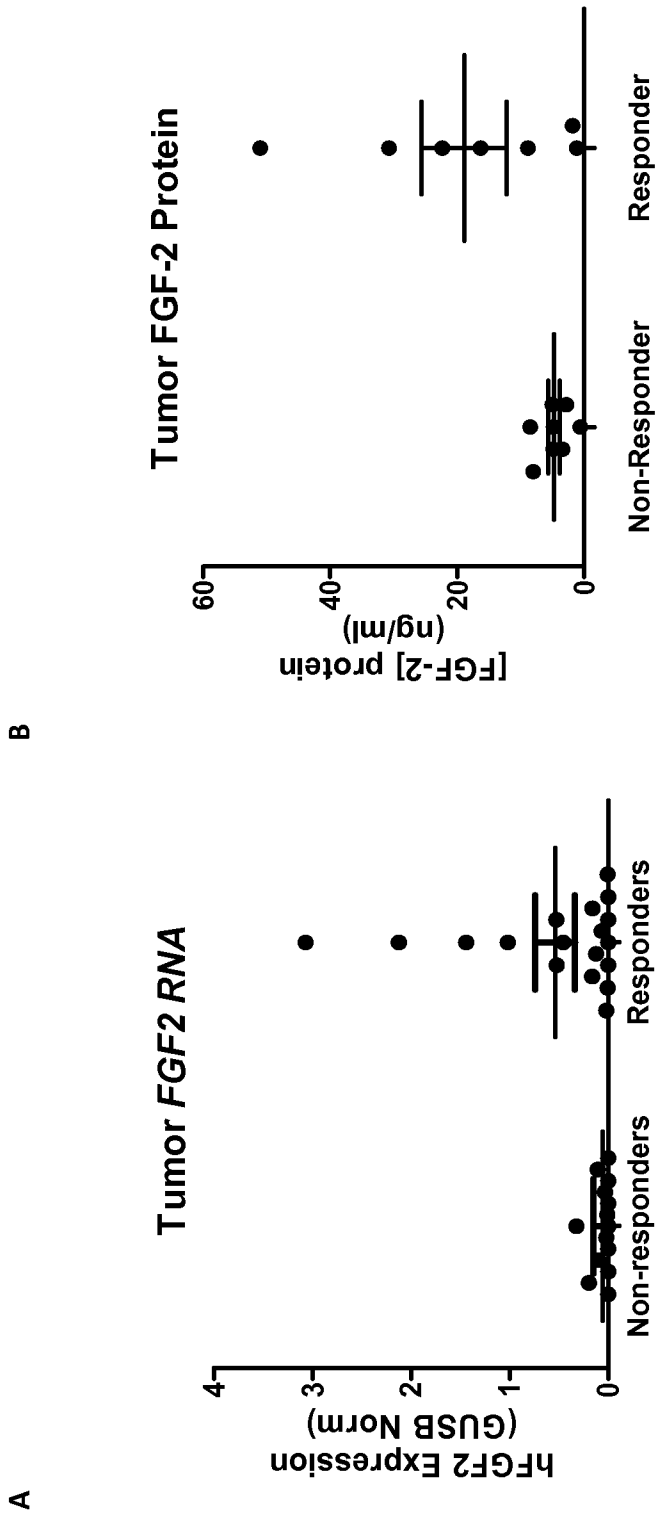 A
Tumor FGF2 RNA
hFGF2 Expression
(GUSB Norm)
4
3
2
1
0
Non-responders
Responders
B
Tumor FGF-2 Protein
[FGF-2] protein
(ng/ml)
60
40
20
0
Non-Responder
Responder